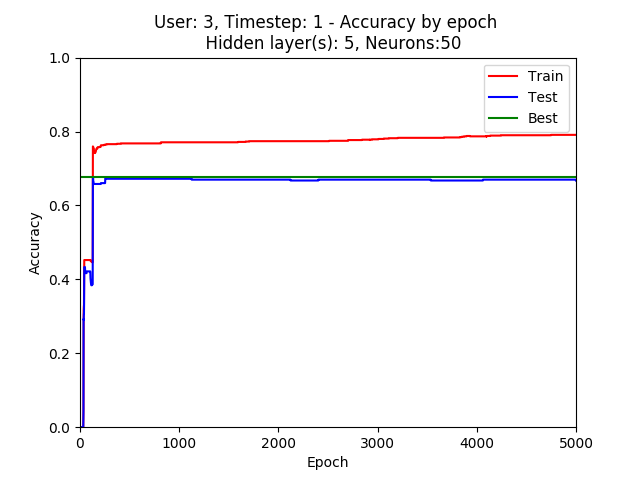 User: 3, Timestep: 1 - Accuracy by epoch
Hidden layer(s): 5, Neurons:50
1.0
0.8
0.6
0.4
0.2
0.0
Accuracy
Train
Test
Best
0
1000
2000
3000
4000
5000
Epoch